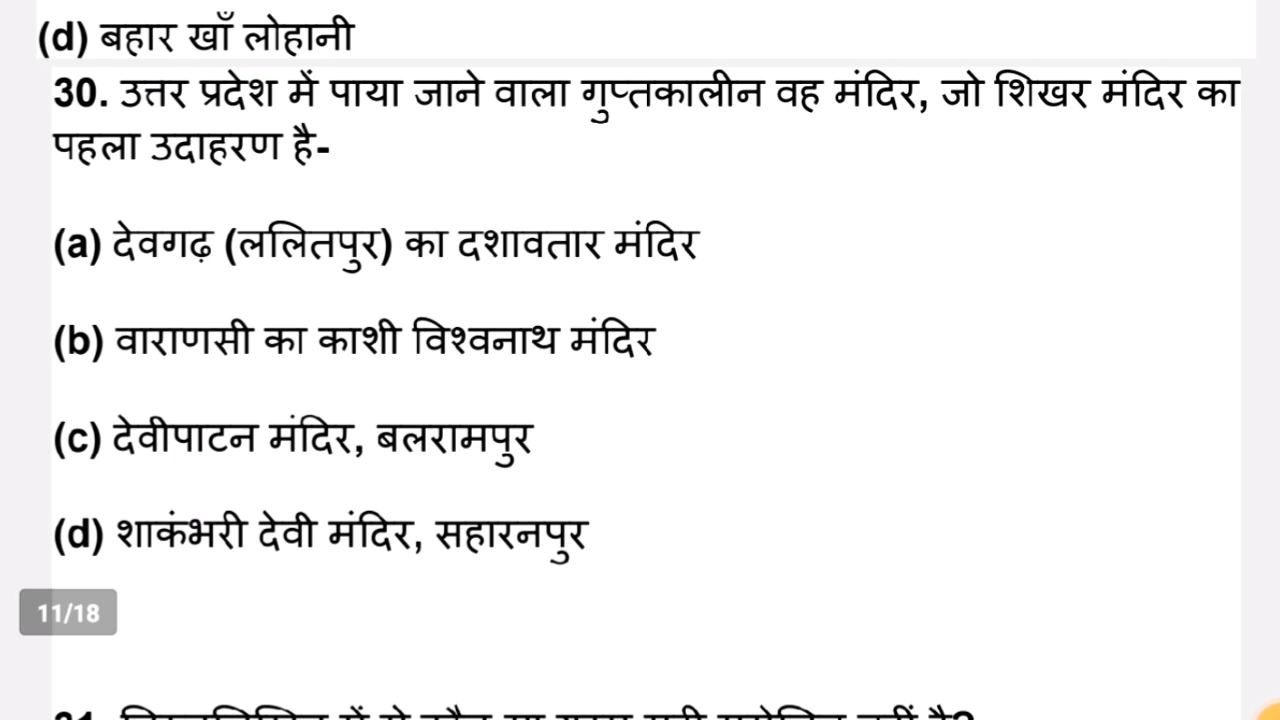 (d) बहार खाँ लोहानी
30. उत्तर प्रदेश में पाया जाने वाला गुप्तकालीन वह मंदिर, जो शिखर मंदिर का
पहला उदाहरण है-
(a) देवगढ़ (ललितपुर) का दशावतार मंदिर
(b) वाराणसी का काशी विश्वनाथ मंदिर
(c) देवीपाटन मंदिर, बलरामपुर
(d) शाकंभरी देवी मंदिर, सहारनपुर
11/18